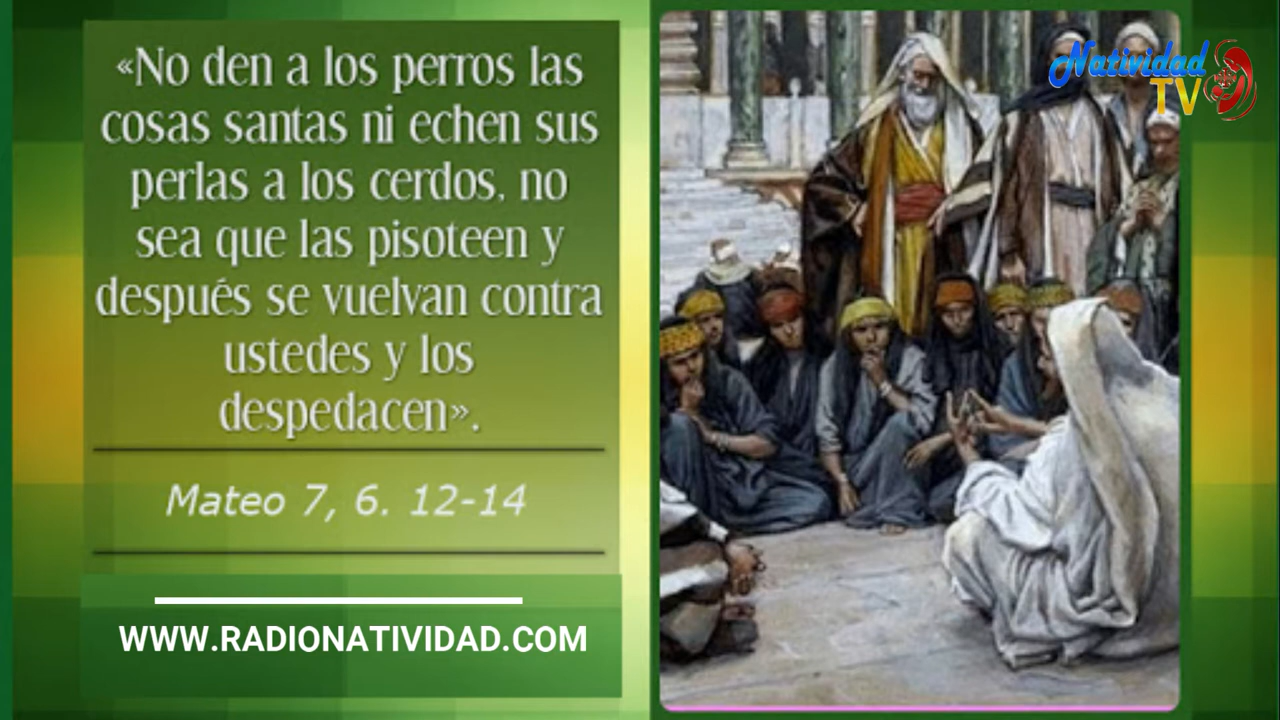 «No den a los perros las
cosas santas ni echen sus
perlas a los cerdos, no
sea que las pisoteen y
después se vuelvan contra
ustedes y los
despedacen».
Mateo 7, 6. 12-14
WWW.RADIONATIVIDAD.COM
Natividad
TV